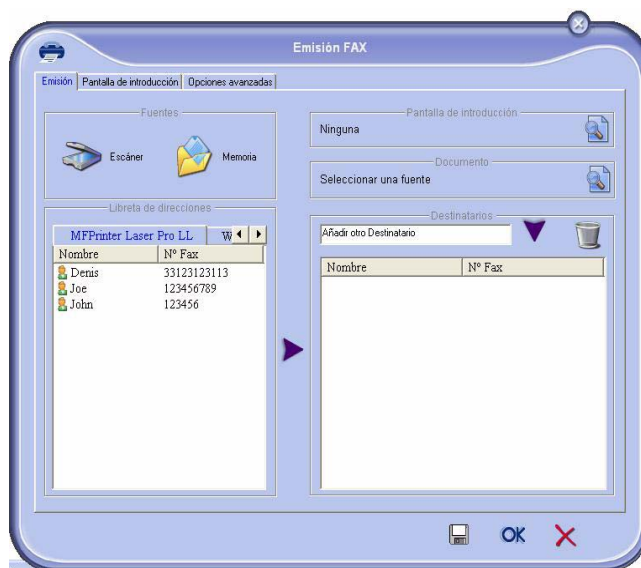 Emisión FAX
Emisión Pantalla de introducción Opciones avanzadas
Fuentes
Escáner Memoria
Pantalla de introducción
Ninguna
Documento
Seleccionar una fuente
Libreta de direcciones
MFPrinter Laser Pro LL W
Nombre Nº Fax
Denis 33123123113
Joe 123456789
John 123456
Destinatarios
Añadir otro Destinatario
Nombre Nº Fax
OK